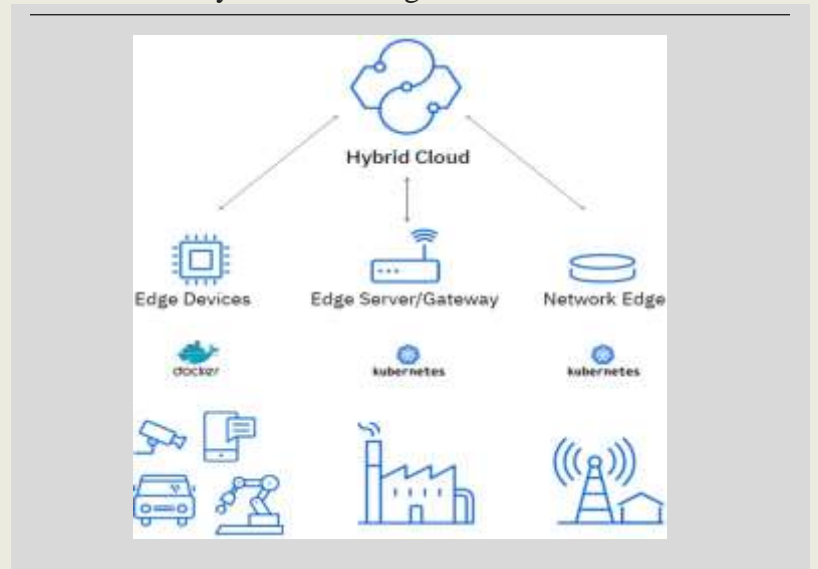 Hybrid Cloud
Edge Devices
Edge Server/Gateway
Network Edge
docker
kubernetes
kubernetes